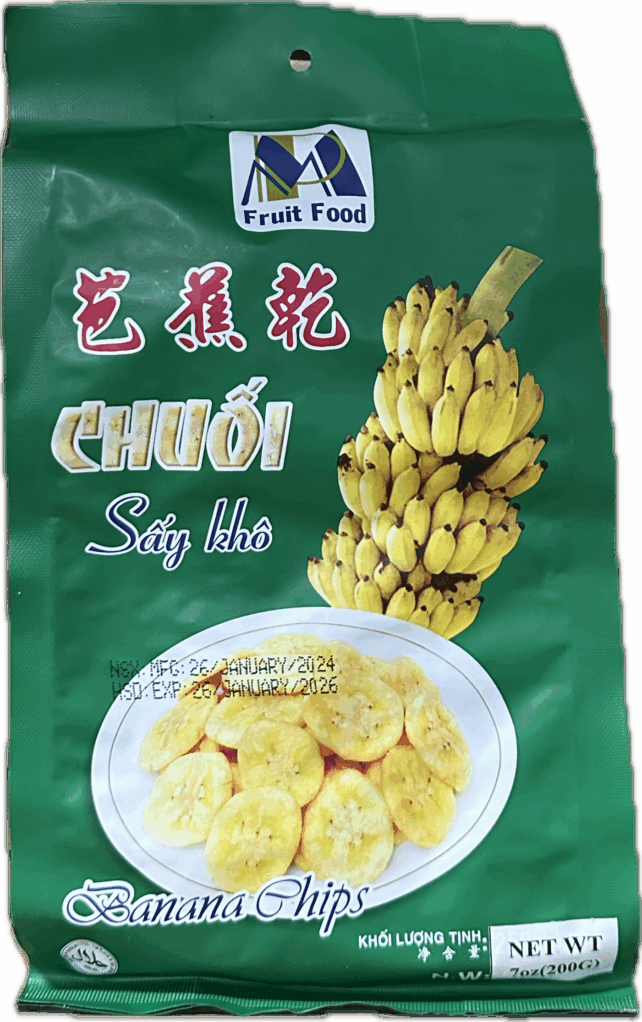 Fruit Food
芭蕉乾
CHUỐI
Sấy khô
NSX:MFG:26/JANUARY/2024
HSD:EXP:26/JANUARY/2026
Banana Chips
KHỐI LƯỢNG TỊNH:
净含量:
N.W:
NET WT
7oz(200G)
حلال